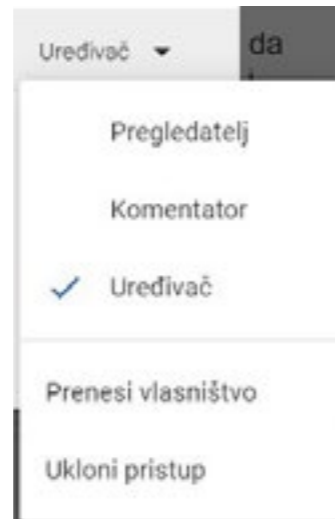 Uređivač
da
Pregledatelj
Komentator
Uređivač
Prenesi vlasništvo
Ukloni pristup